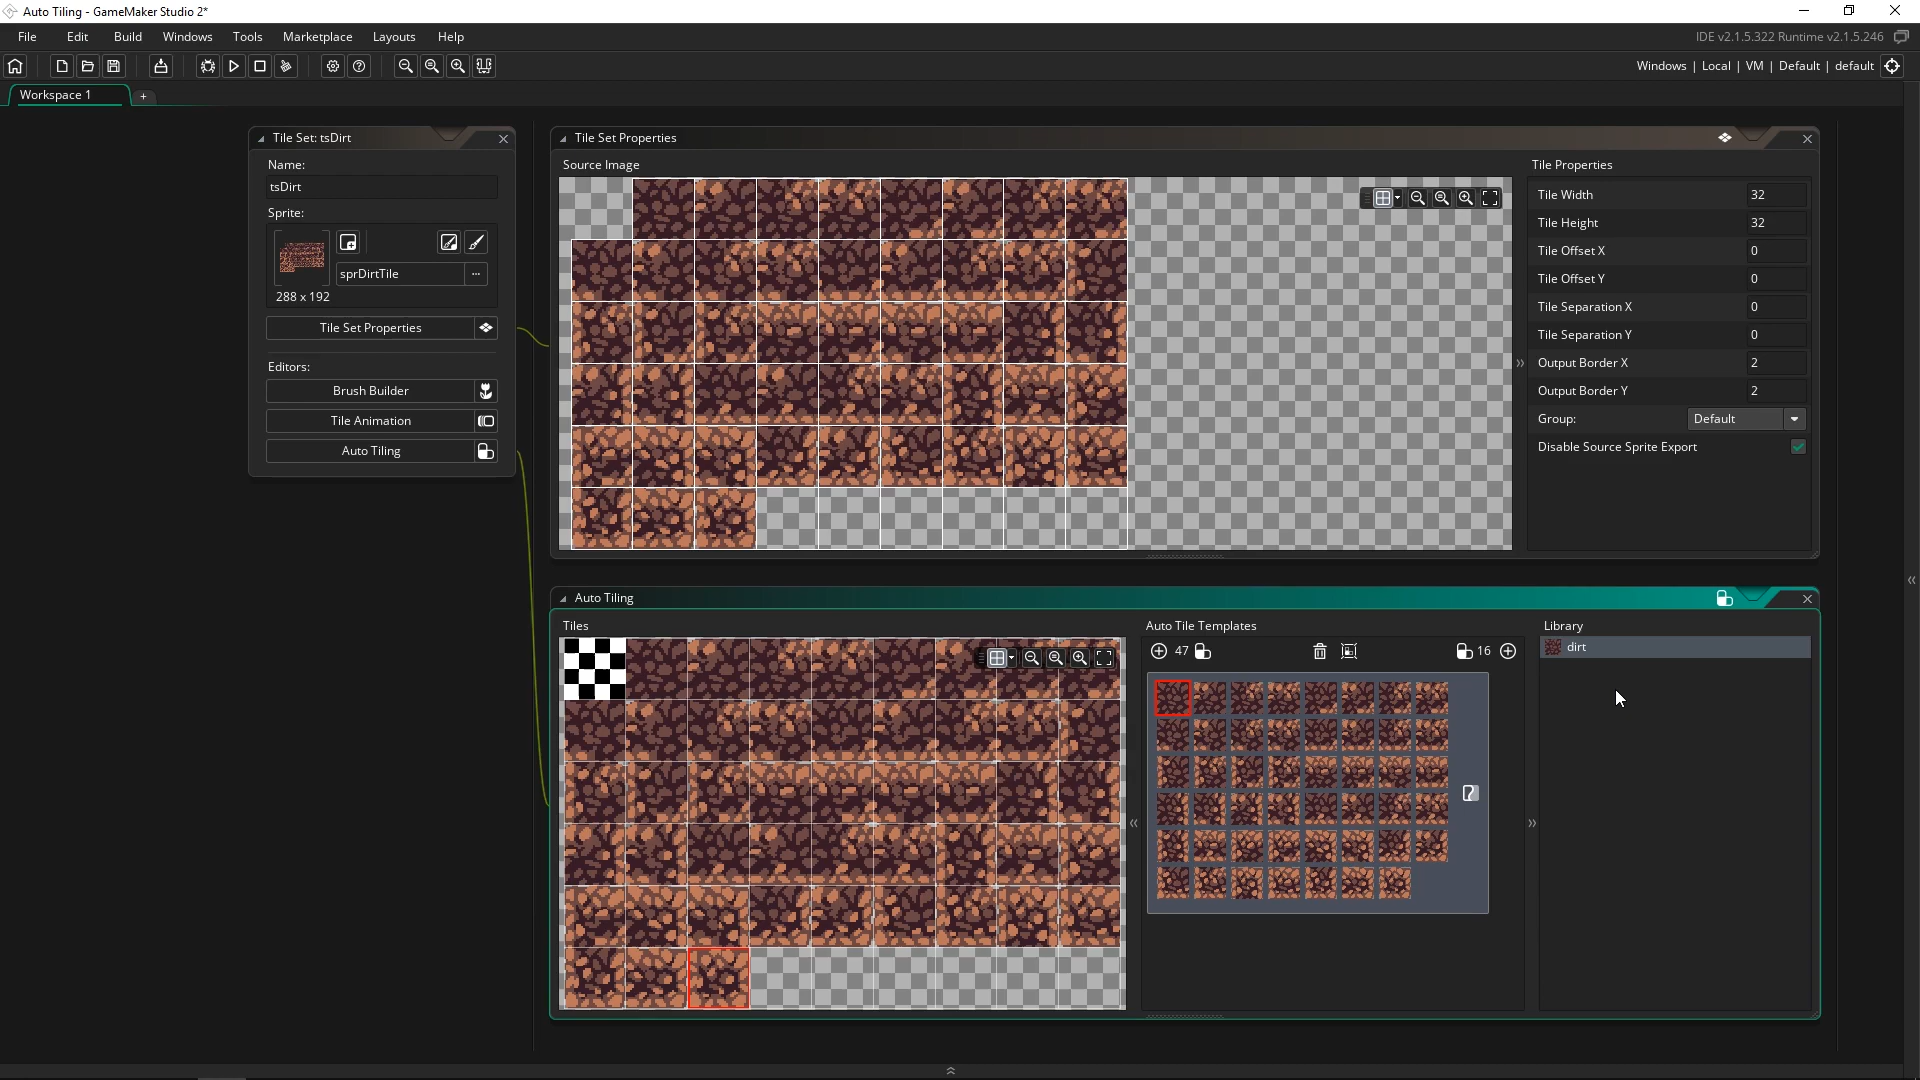 Auto Tiling - GameMaker Studio 2*
File Edit Build Windows Tools Marketplace Layouts Help
IDE v2.1.5.322 Runtime v2.1.5.246
Windows | Local | VM | Default | default
Workspace 1 +
Tile Set: tsDirt
Name:
tsDirt
Sprite:
sprDirtTile
...
288 x 192
Tile Set Properties
Editors:
Brush Builder
Tile Animation
Auto Tiling
Tile Set Properties
Source Image
Tile Properties
Tile Width 32
Tile Height 32
Tile Offset X 0
Tile Offset Y 0
Tile Separation X 0
Tile Separation Y 0
Output Border X 2
Output Border Y 2
Group: Default
Disable Source Sprite Export
Auto Tiling
Tiles
Auto Tile Templates
47
16
Library
dirt